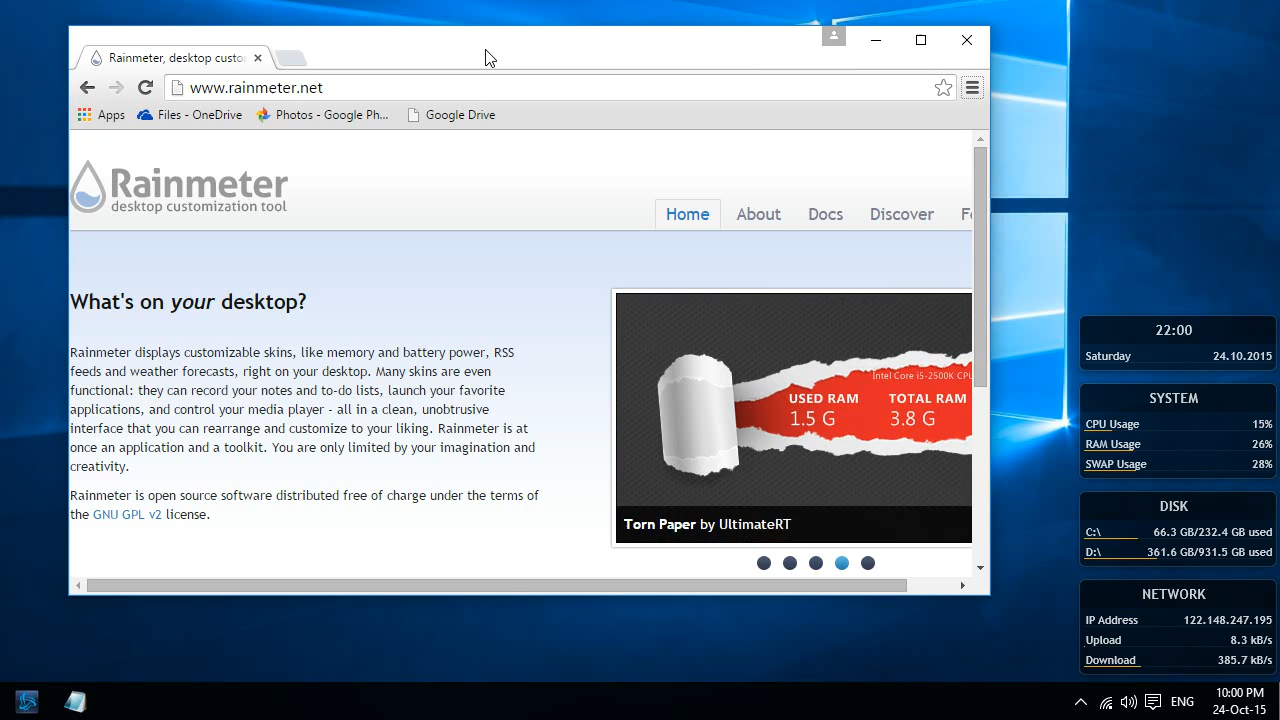 Rainmeter, desktop custo
www.rainmeter.net
Apps Files - OneDrive Photos - Google Ph... Google Drive
Rainmeter
desktop customization tool
Home About Docs Discover Fo
What's on your desktop?
Rainmeter displays customizable skins, like memory and battery power, RSS
feeds and weather forecasts, right on your desktop. Many skins are even
functional: they can record your notes and to-do lists, launch your favorite
applications, and control your media player - all in a clean, unobtrusive
interface that you can rearrange and customize to your liking. Rainmeter is at
once an application and a toolkit. You are only limited by your imagination and
creativity.
Rainmeter is open source software distributed free of charge under the terms of
the GNU GPL v2 license.
Intel Core i5-2500K CPU
USED RAM TOTAL RAM
1.5 G 3.8 G
Torn Paper by UltimateRT
22:00
Saturday 24.10.2015
SYSTEM
CPU Usage 15%
RAM Usage 26%
SWAP Usage 28%
DISK
C:\ 66.3 GB/232.4 GB used
D:\ 361.6 GB/931.5 GB used
NETWORK
IP Address 122.148.247.195
Upload 8.3 kB/s
Download 385.7 kB/s
ENG
10:00 PM
24-Oct-15